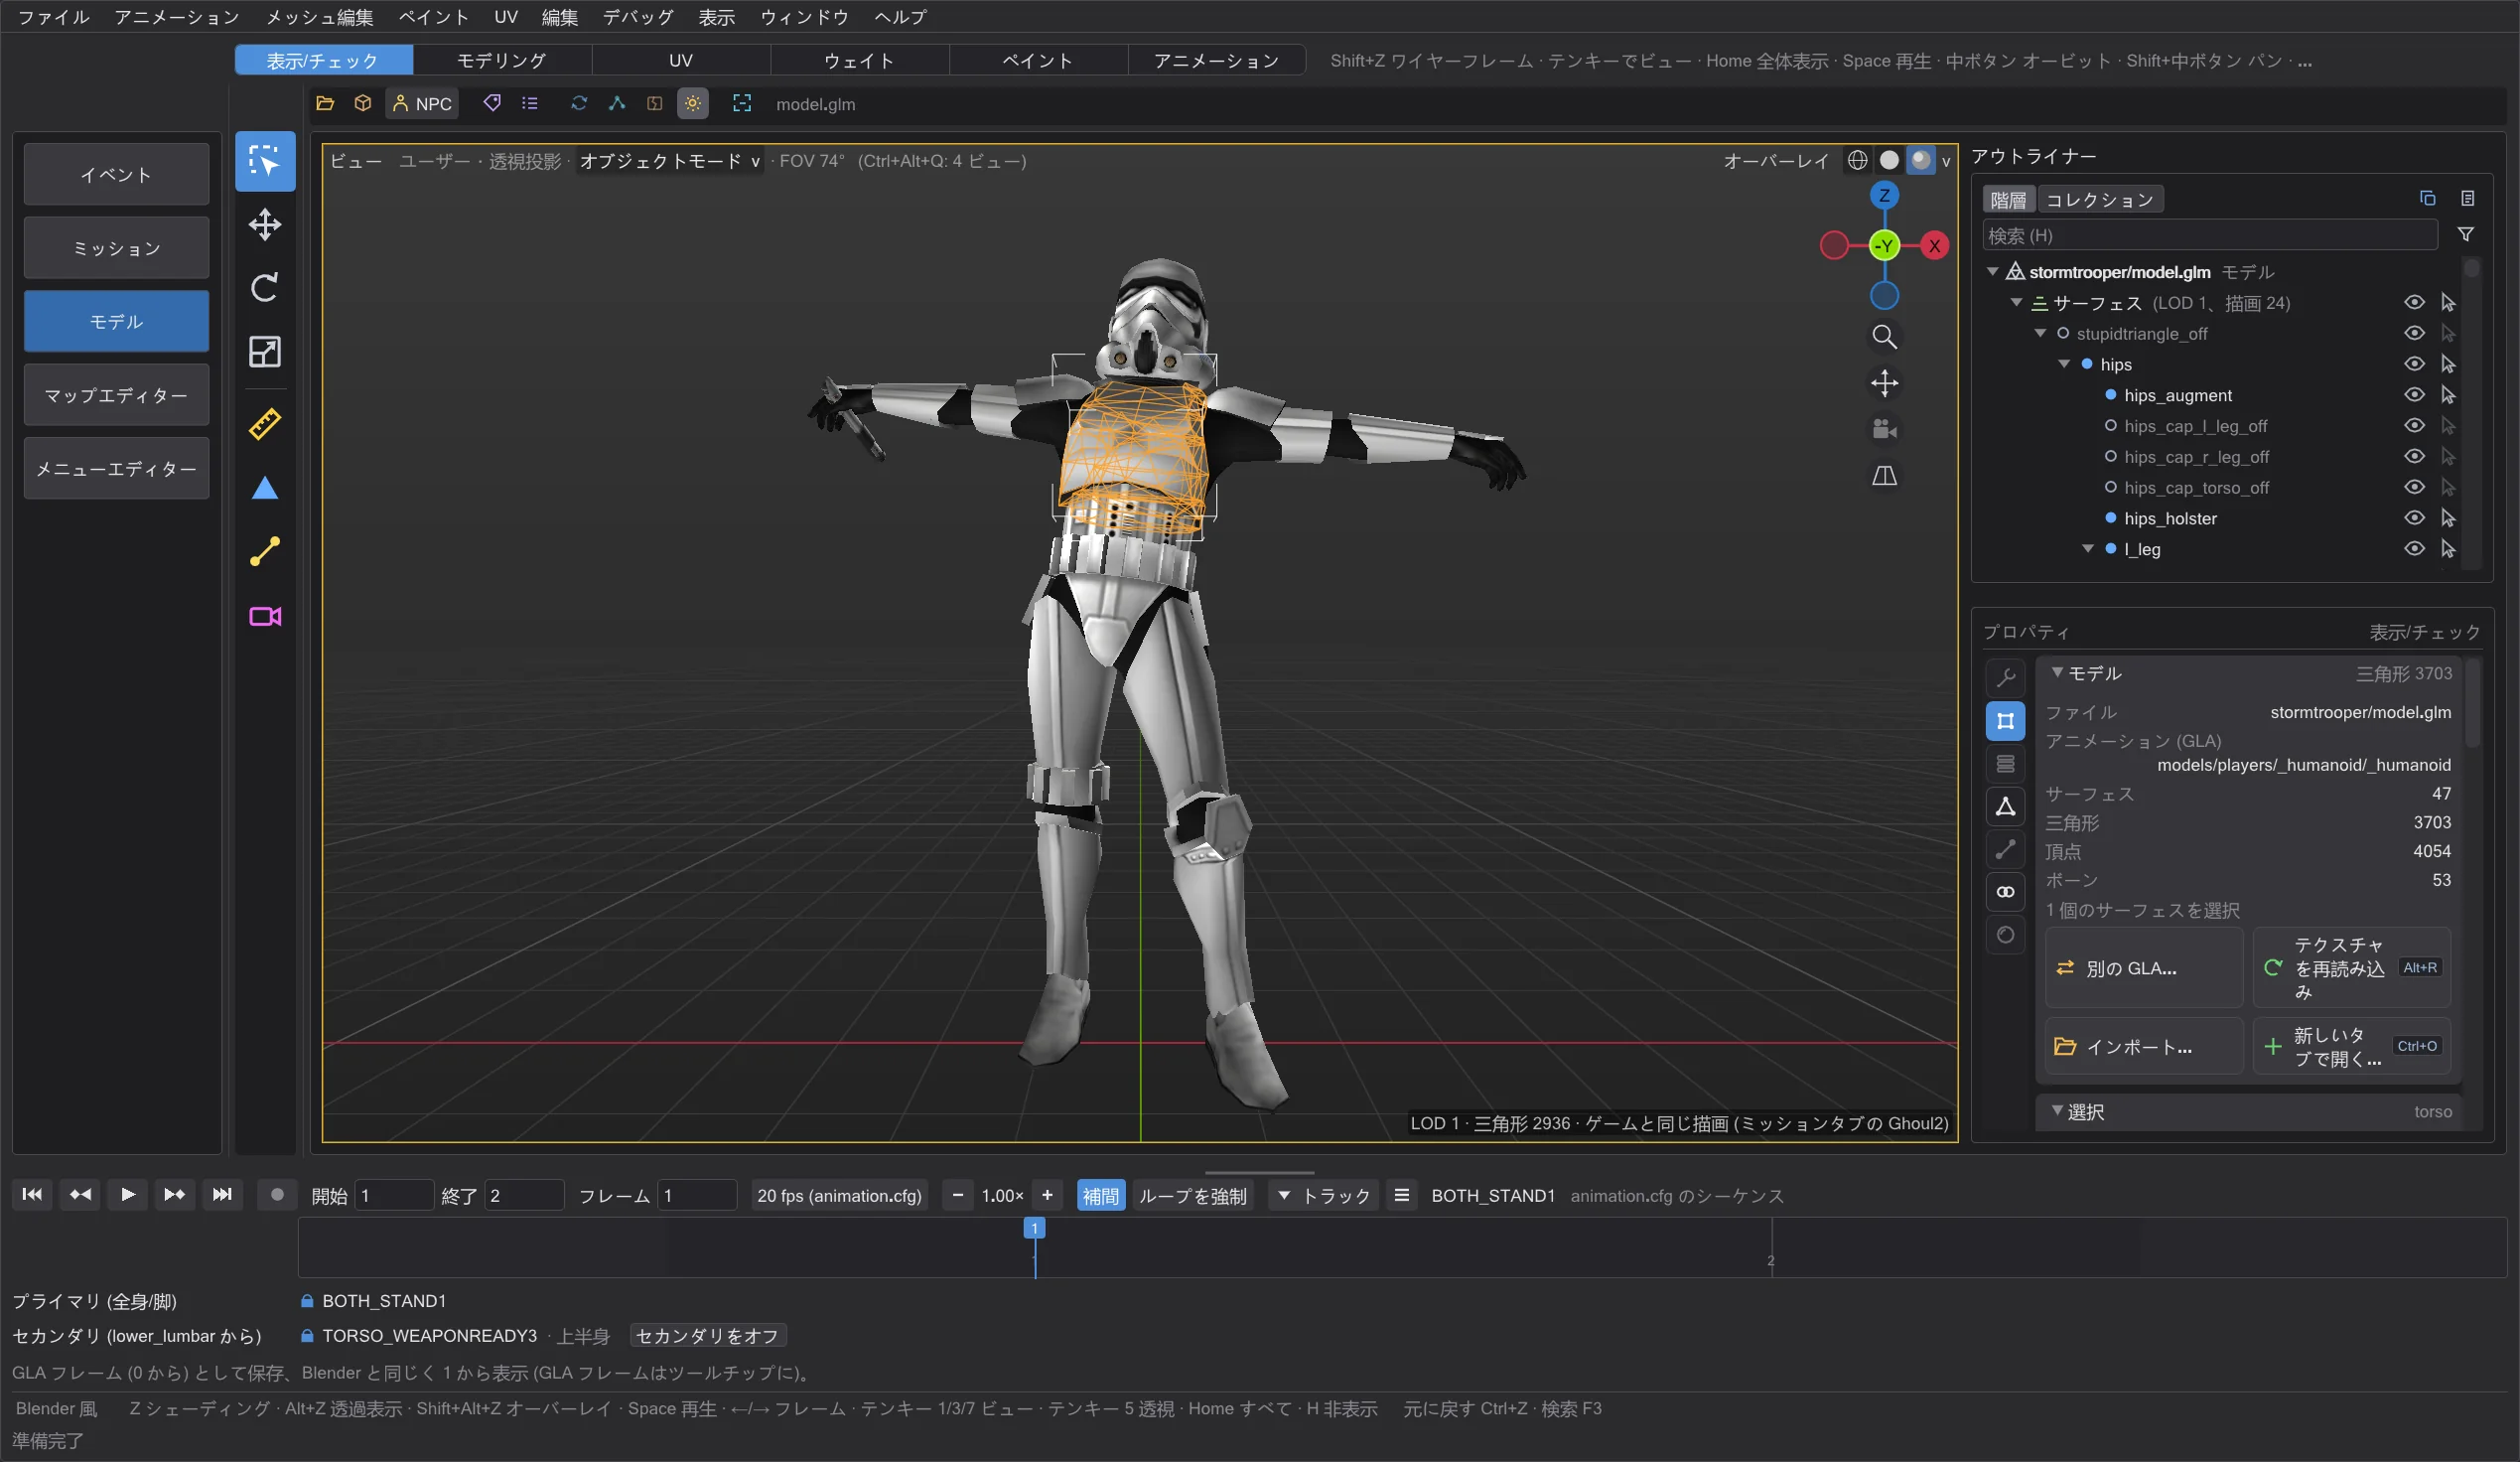 ファイル アニメーション メッシュ編集 ペイント UV 編集 デバッグ 表示 ウィンドウ ヘルプ
表示/チェック モデリング UV ウェイト ペイント アニメーション Shift+Z ワイヤーフレーム · テンキーでビュー · Home 全体表示 · Space 再生 · 中ボタン オービット · Shift+中ボタン パン · ...
NPC model.glm
イベント
ミッション
モデル
マップエディター
メニューエディター
ビュー ユーザー · 透視投影 · オブジェクトモード v · FOV 74° (Ctrl+Alt+Q: 4 ビュー)
オーバーレイ v
Z
-Y X
LOD 1 · 三角形 2936 · ゲームと同じ描画 (ミッションタブの Ghoul2)
アウトライナー
階層 コレクション
検索 (H)
stormtrooper/model.glm モデル
サーフェス (LOD 1、描画 24)
stupidtriangle_off
hips
hips_augment
hips_cap_l_leg_off
hips_cap_r_leg_off
hips_cap_torso_off
hips_holster
l_leg
プロパティ 表示/チェック
モデル 三角形 3703
ファイル stormtrooper/model.glm
アニメーション (GLA)
models/players/_humanoid/_humanoid
サーフェス 47
三角形 3703
頂点 4054
ボーン 53
1 個のサーフェスを選択
別の GLA...
テクスチャ
を再読み込 Alt+R
み
インポート...
新しいタ
ブで開く... Ctrl+O
選択 torso
開始 1 終了 2 フレーム 1 20 fps (animation.cfg) − 1.00× + 補間 ループを強制 トラック BOTH_STAND1 animation.cfg のシーケンス
1
1 2
プライマリ (全身/脚) BOTH_STAND1
セカンダリ (lower_lumbar から) TORSO_WEAPONREADY3 · 上半身 セカンダリをオフ
GLA フレーム (0 から) として保存、Blender と同じく 1 から表示 (GLA フレームはツールチップに)。
Blender 風 Z シェーディング · Alt+Z 透過表示 · Shift+Alt+Z オーバーレイ · Space 再生 · ←/→ フレーム · テンキー 1/3/7 ビュー · テンキー 5 透視 · Home すべて · H 非表示 元に戻す Ctrl+Z · 検索 F3
準備完了